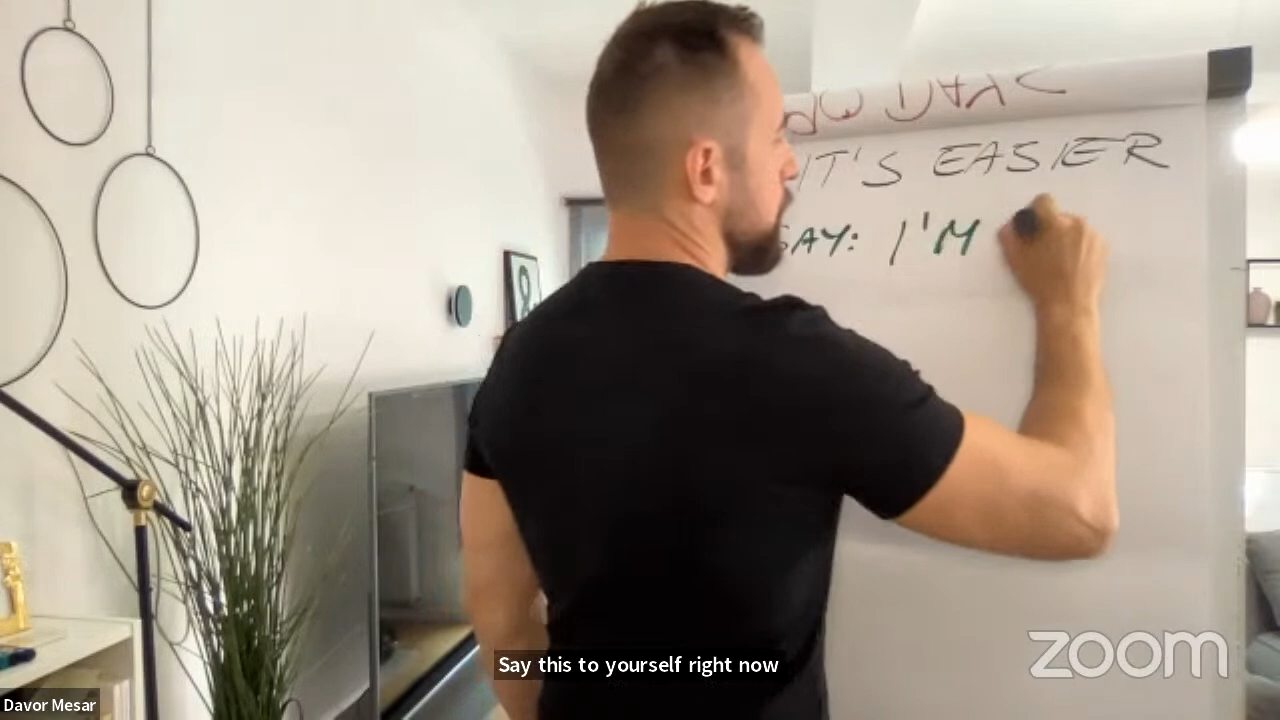 IT'S EASIER
SAY: I'M
Say this to yourself right now
zoom
Davor Mesar